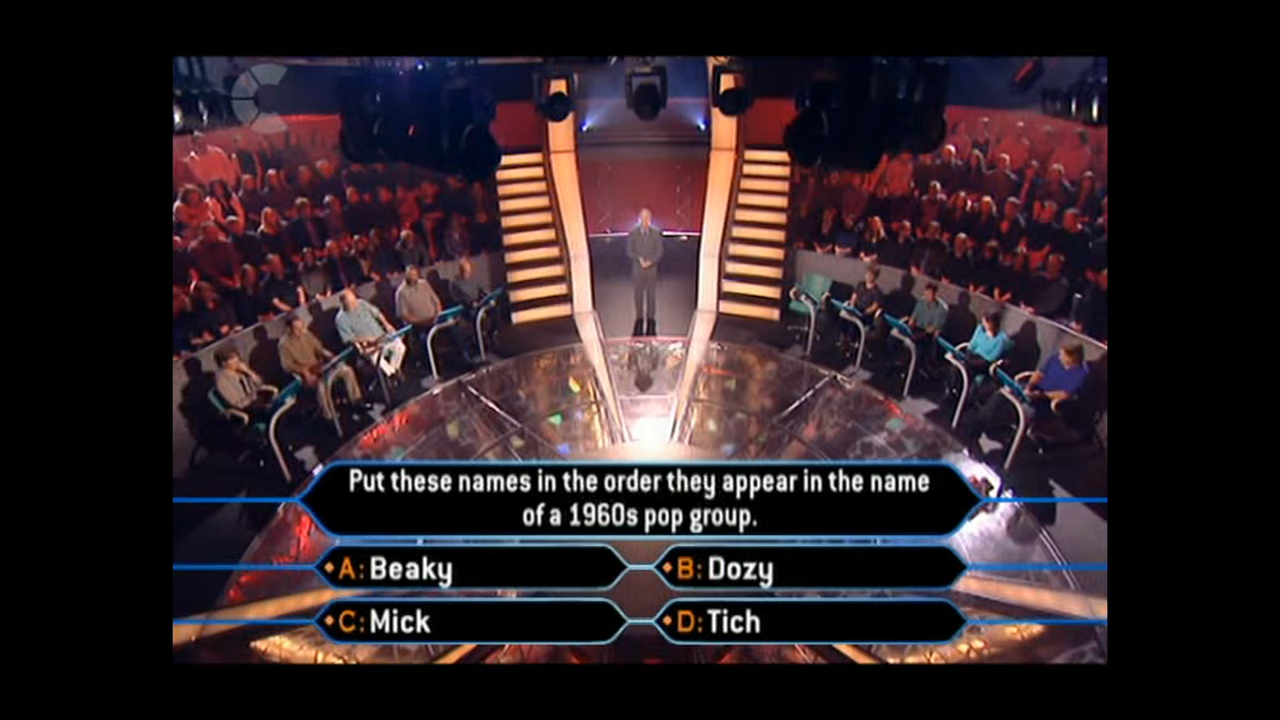 Put these names in the order they appear in the name
of a 1960s pop group.
A: Beaky
B: Dozy
C: Mick
D: Tich